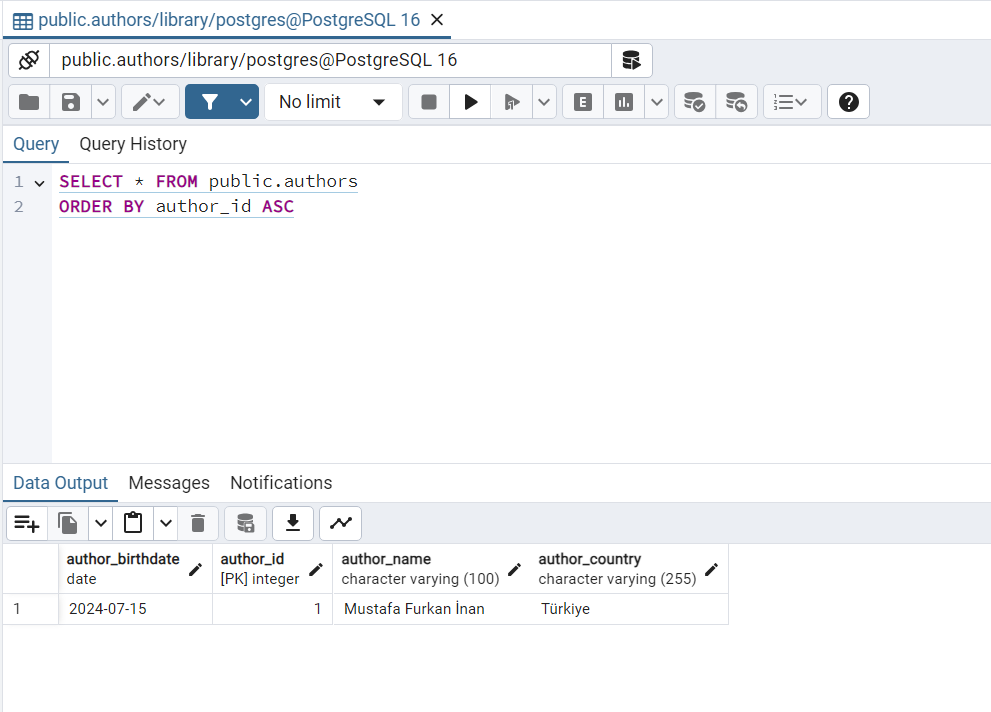 public.authors/library/postgres@PostgreSQL 16
public.authors/library/postgres@PostgreSQL 16
No limit
E
?
Query Query History
1 SELECT * FROM public.authors
2 ORDER BY author_id ASC
Data Output Messages Notifications
author_birthdate author_id author_name author_country
date [PK] integer character varying (100) character varying (255)
1 2024-07-15 1 Mustafa Furkan İnan Türkiye